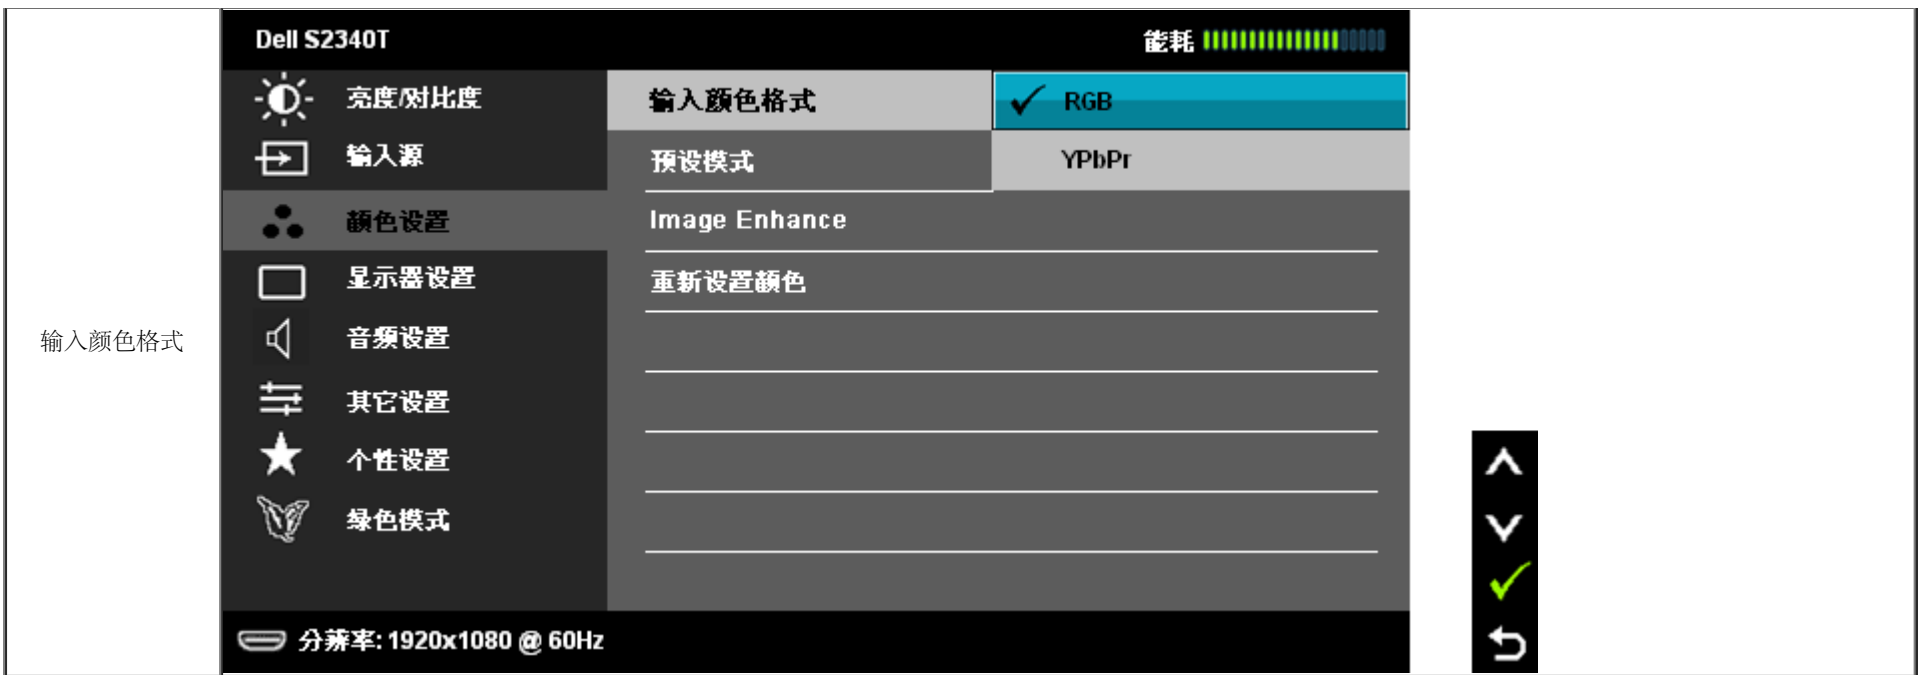 输入颜色格式
Dell S2340T
能耗
亮度/对比度
输入源
颜色设置
显示器设置
音频设置
其它设置
个性设置
绿色模式
输入颜色格式
预设模式
Image Enhance
重新设置颜色
RGB
YPbPr
分辨率: 1920x1080 @ 60Hz